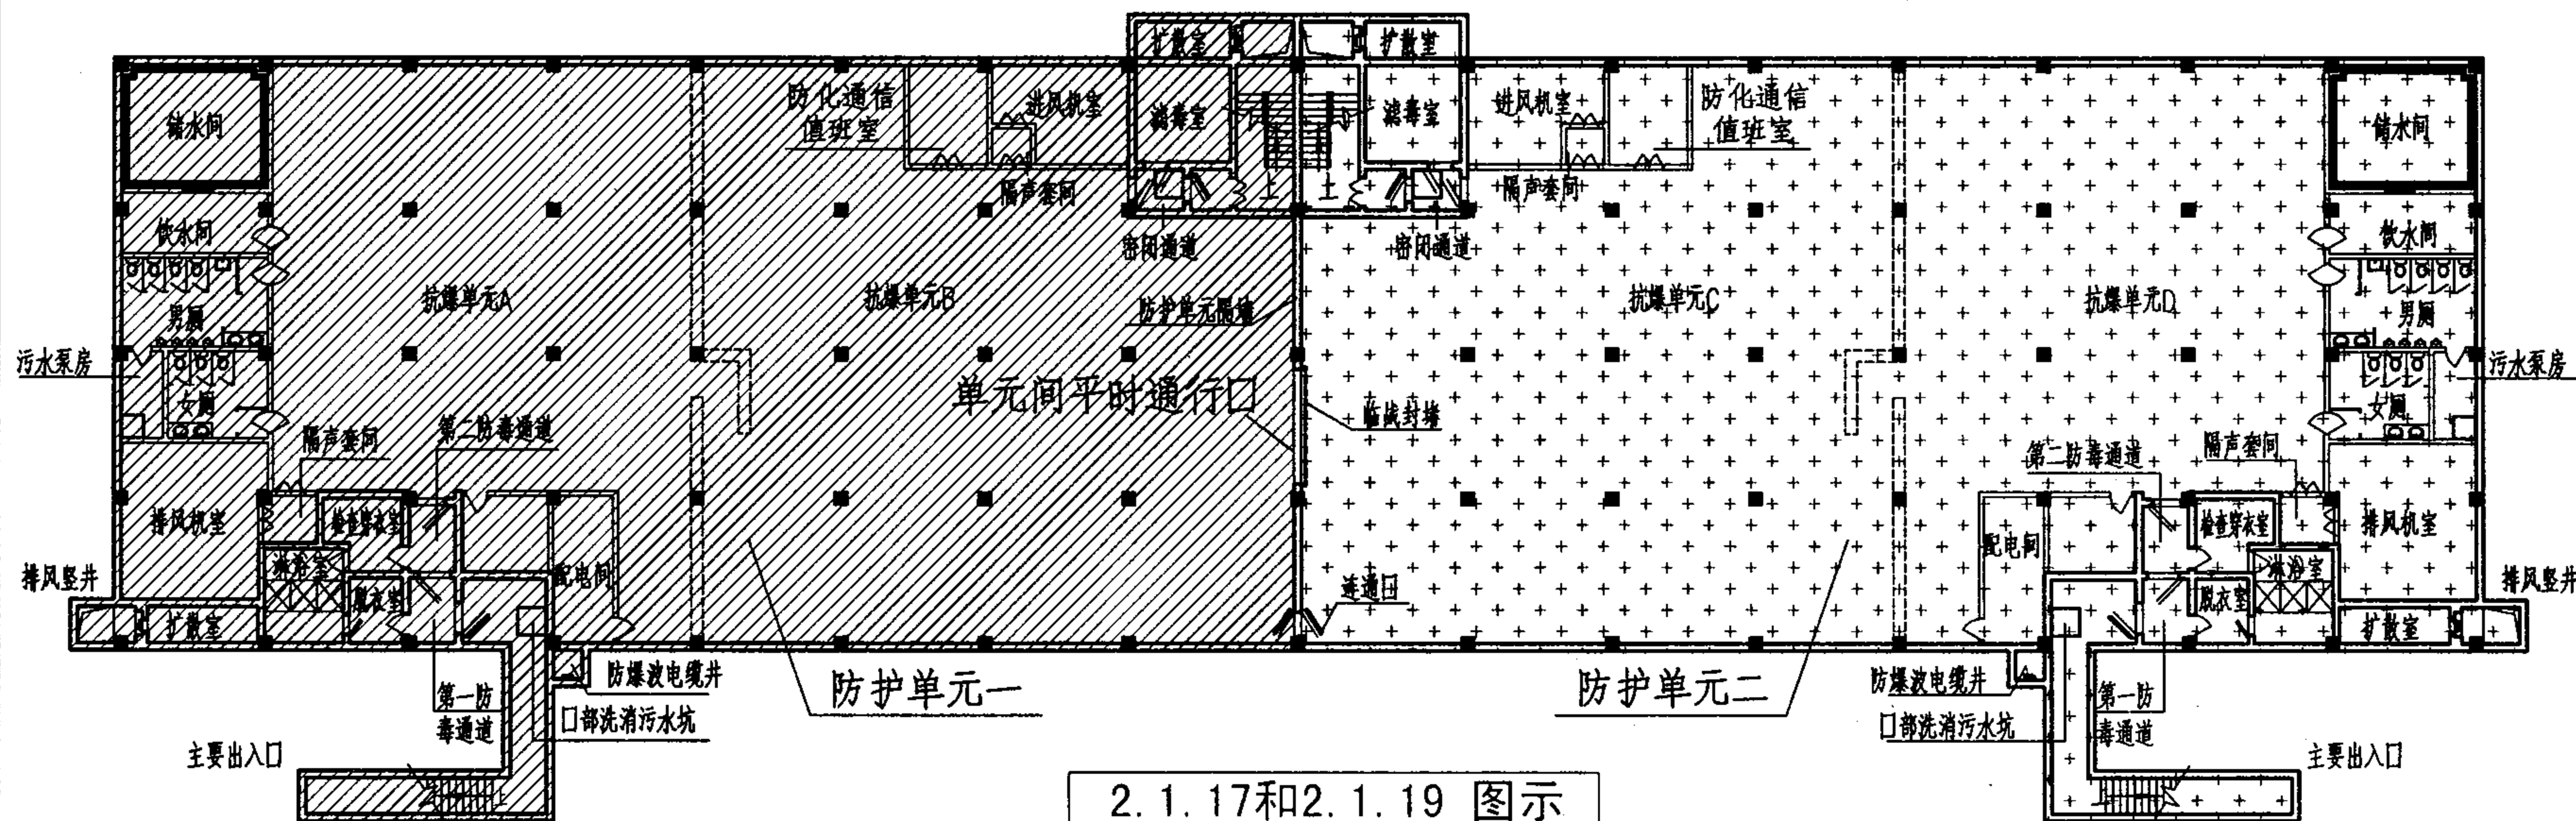 扩散室
扩散室
储水间
防化通信
值班室
进风机室
滤毒室
滤毒室
进风机室
防化通信
值班室
储水间
隔声套间
上
上
隔声套间
饮水间
密闭通道
密闭通道
饮水间
抗爆单元A
抗爆单元B
防护单元隔墙
抗爆单元C
抗爆单元D
男厕
男厕
污水泵房
污水泵房
女厕
单元间平时通行口
临战封堵
女厕
隔声套间
第二防毒通道
第二防毒通道
隔声套间
排风机室
检查穿衣室
检查穿衣室
排风机室
淋浴室
配电间
配电间
淋浴室
排风竖井
脱衣室
连通口
脱衣室
排风竖井
扩散室
扩散室
防爆波电缆井
防护单元一
防护单元二
防爆波电缆井
第一防
毒通道
口部洗消污水坑
口部洗消污水坑
第一防
毒通道
主要出入口
主要出入口
上
2.1.17和2.1.19 图示